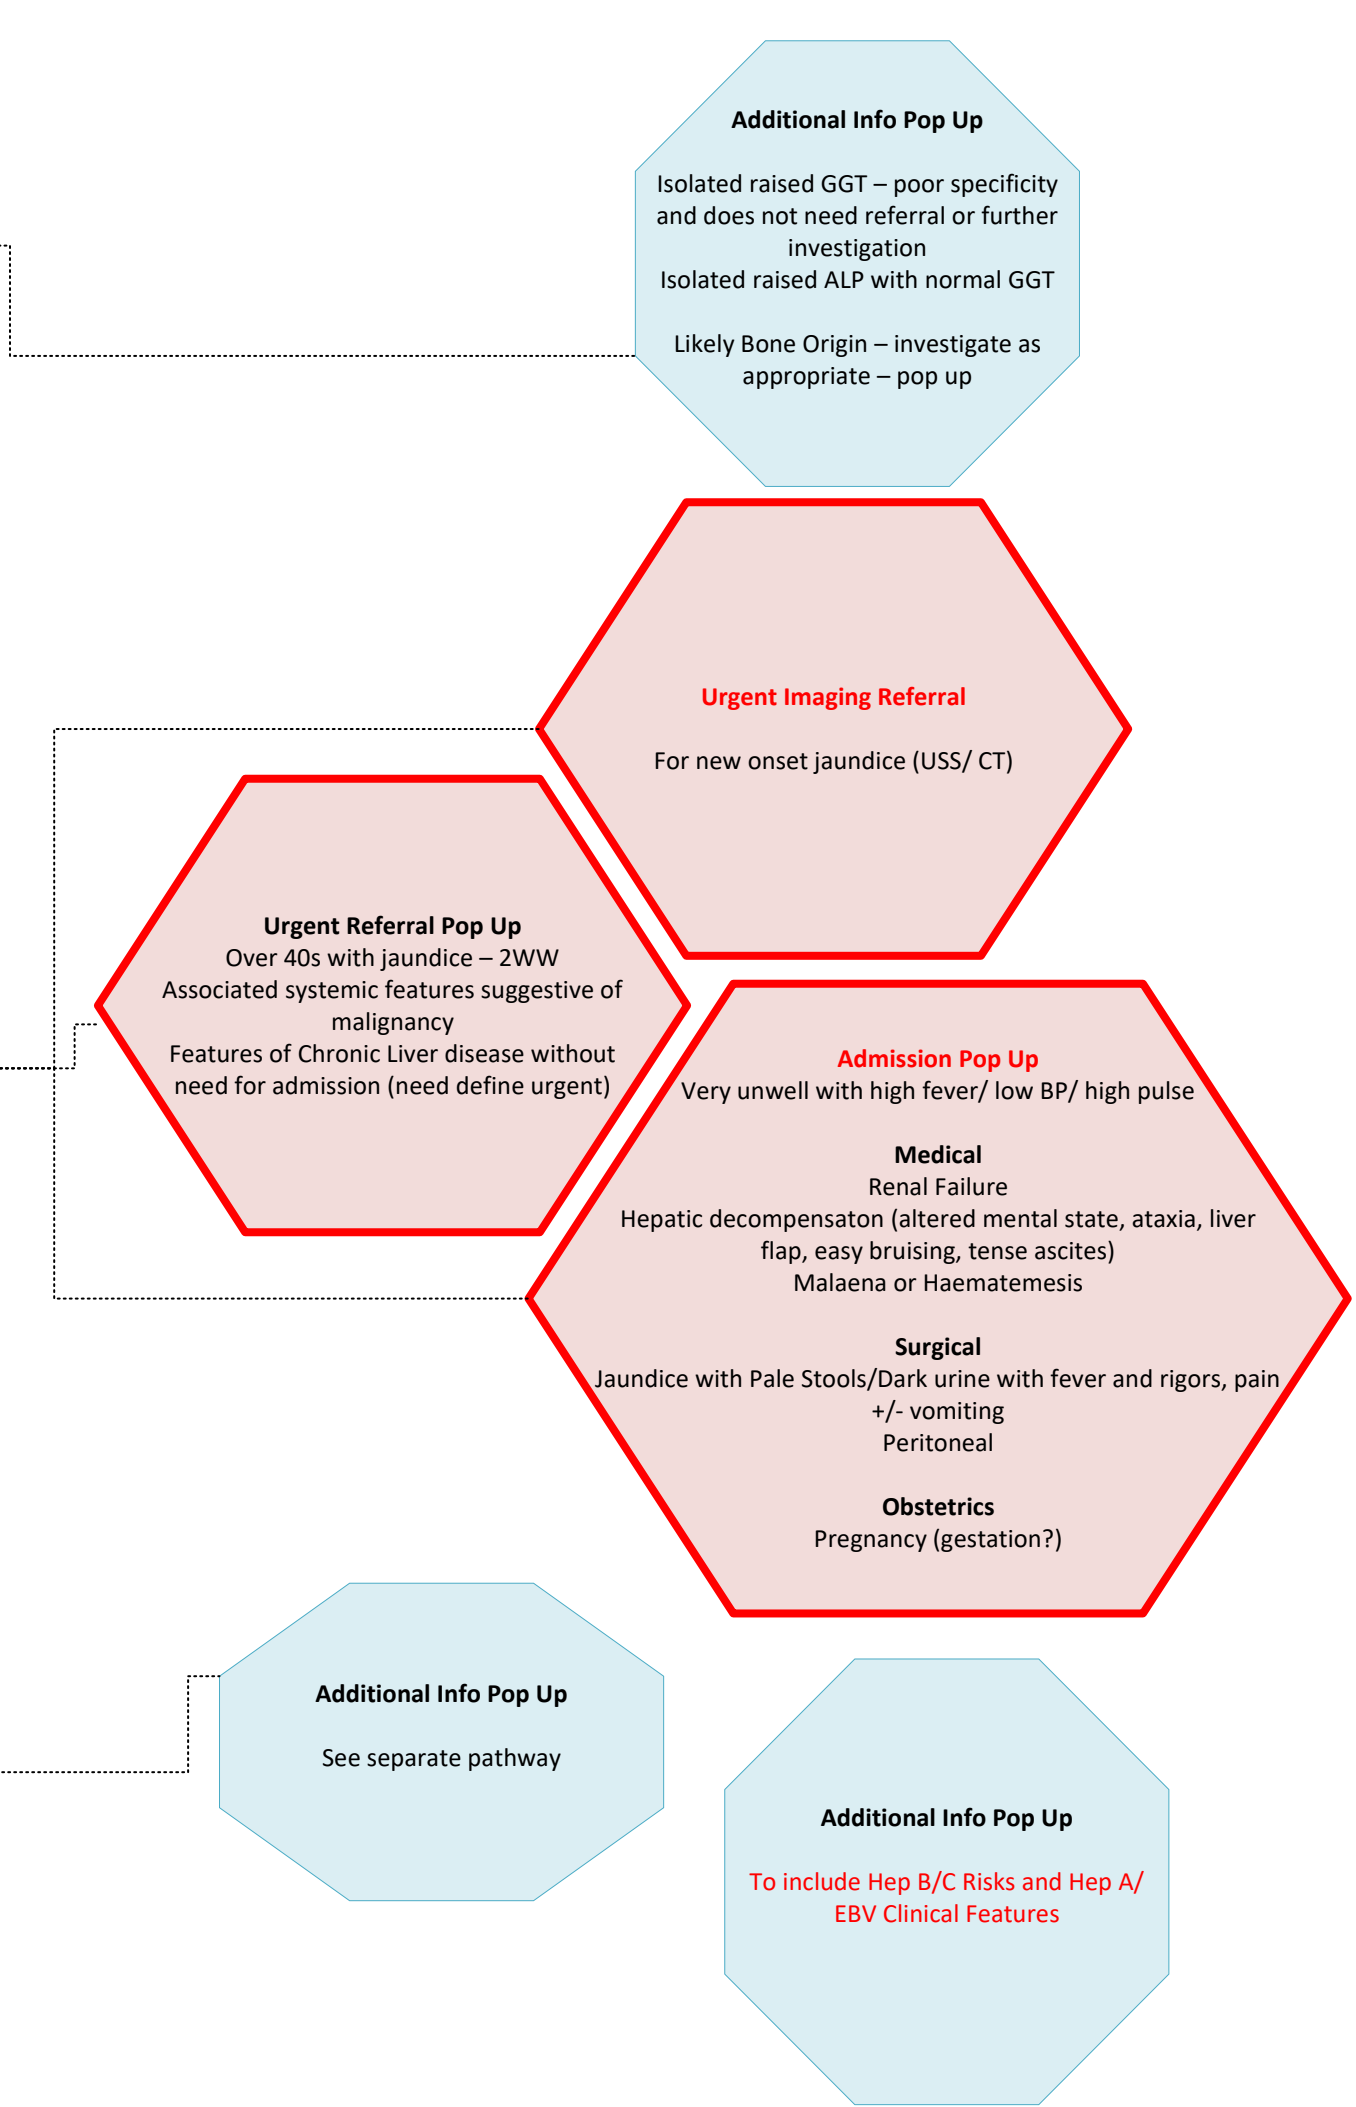 Additional Info Pop Up
Isolated raised GGT – poor specificity
and does not need referral or further
investigation
Isolated raised ALP with normal GGT
Likely Bone Origin – investigate as
appropriate – pop up
Urgent Imaging Referral
For new onset jaundice (USS/ CT)
Urgent Referral Pop Up
Over 40s with jaundice – 2WW
Associated systemic features suggestive of
malignancy
Features of Chronic Liver disease without
need for admission (need define urgent)
Admission Pop Up
Very unwell with high fever/ low BP/ high pulse
Medical
Renal Failure
Hepatic decompensaton (altered mental state, ataxia, liver
flap, easy bruising, tense ascites)
Malaena or Haematemesis
Surgical
Jaundice with Pale Stools/Dark urine with fever and rigors, pain
+/- vomiting
Peritoneal
Obstetrics
Pregnancy (gestation?)
Additional Info Pop Up
See separate pathway
Additional Info Pop Up
To include Hep B/C Risks and Hep A/
EBV Clinical Features